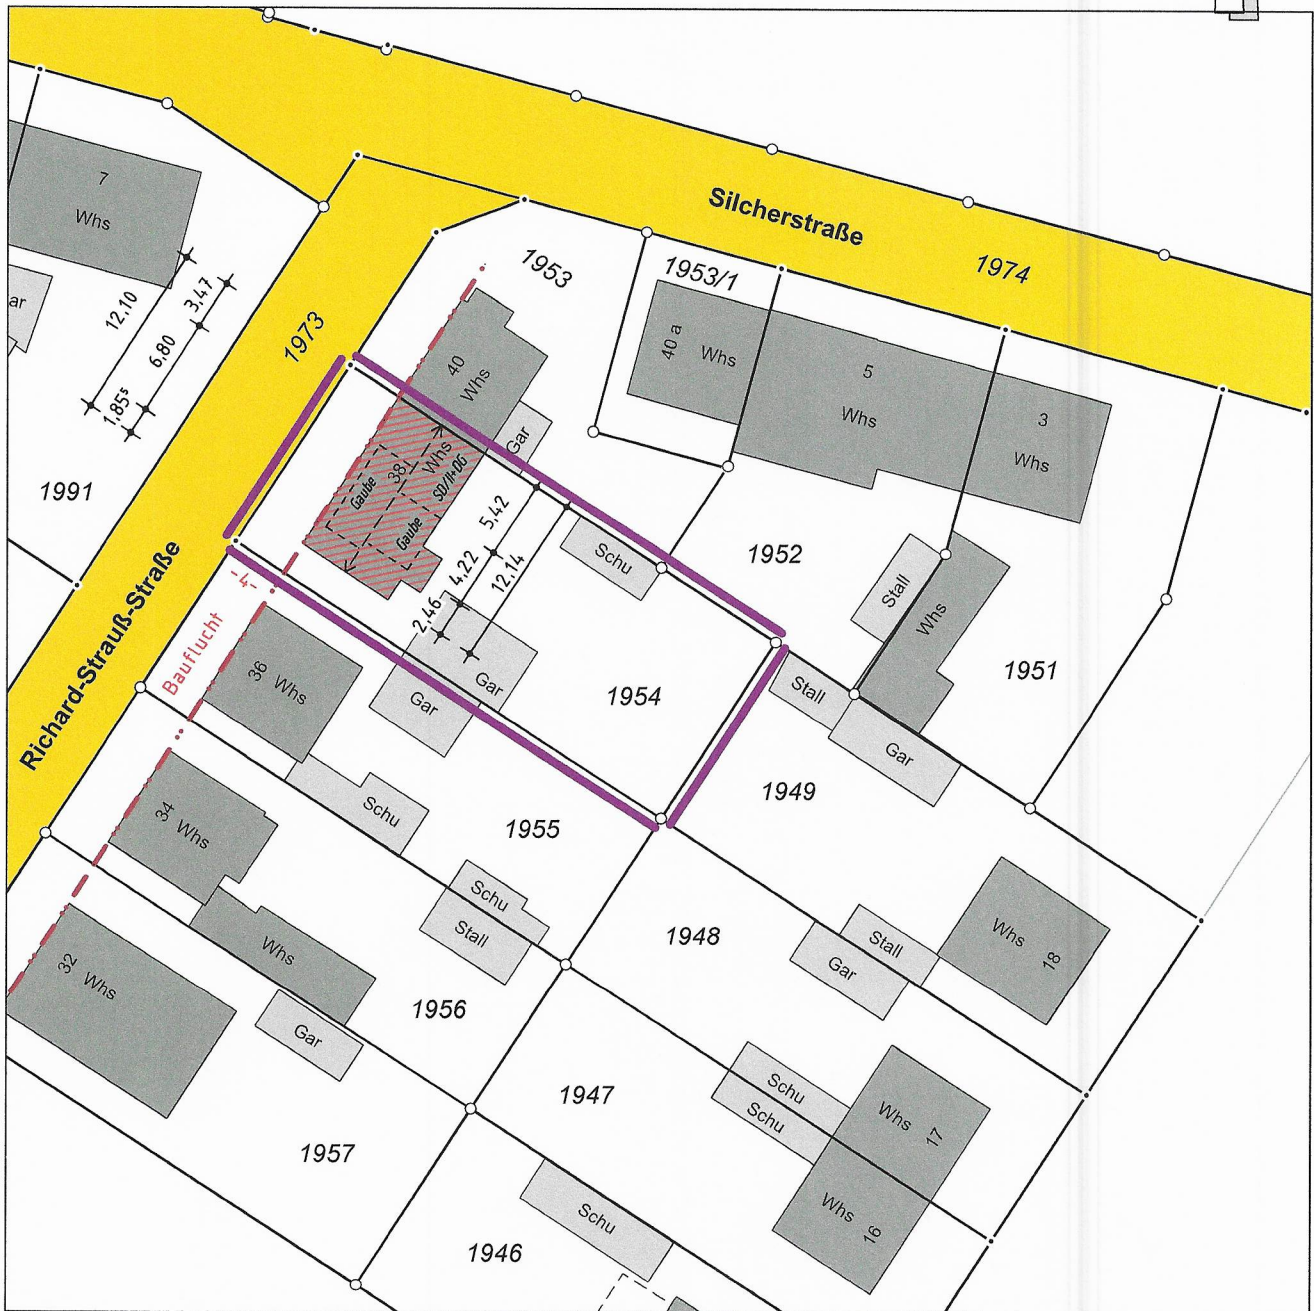 7
Whs
ar
12,10
3,47
6,80
1,85⁵
1991
1973
Silcherstraße
1974
1953
1953/1
40 a
Whs
5
Whs
3
Whs
40
Whs
Gar
38
Whs
SD/II+DG
Gaube
Gaube
5,42
4,22
2,46
12,14
Schu
1952
Stall
Whs
1951
Richard-Strauß-Straße
-4-
Bauflucht
36
Whs
Gar
Gar
1954
Stall
Gar
1949
34
Whs
Schu
1955
Schu
Stall
1948
Stall
Gar
Whs
18
32
Whs
Whs
Gar
1956
1947
Schu
Schu
Whs
17
Whs
16
1957
Schu
1946